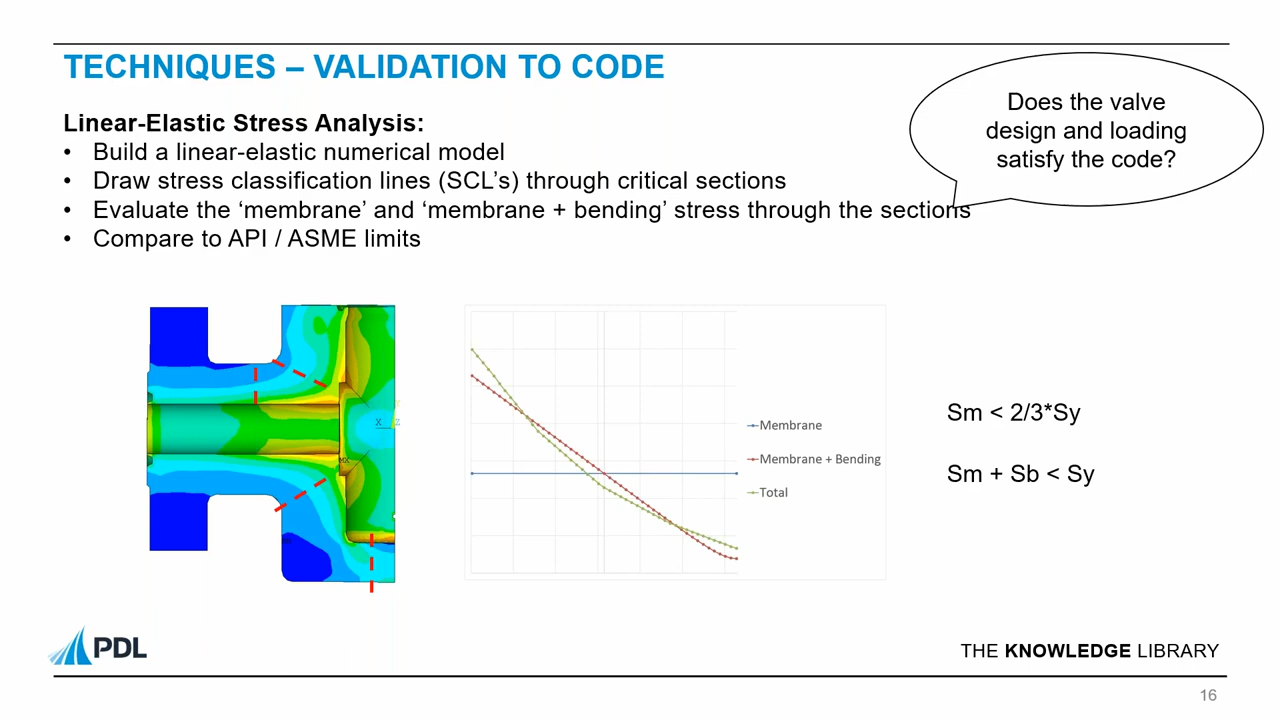 TECHNIQUES – VALIDATION TO CODE
Does the valve
design and loading
satisfy the code?
Linear-Elastic Stress Analysis:
• Build a linear-elastic numerical model
• Draw stress classification lines (SCL’s) through critical sections
• Evaluate the ‘membrane’ and ‘membrane + bending’ stress through the sections
• Compare to API / ASME limits
X
Z
MX
Membrane
Membrane + Bending
Total
Sm < 2/3*Sy
Sm + Sb < Sy
PDL
THE KNOWLEDGE LIBRARY
16